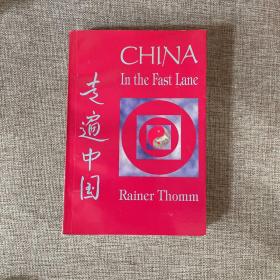 CHINA
In the Fast Lane
走遍中国
Rainer Thomm